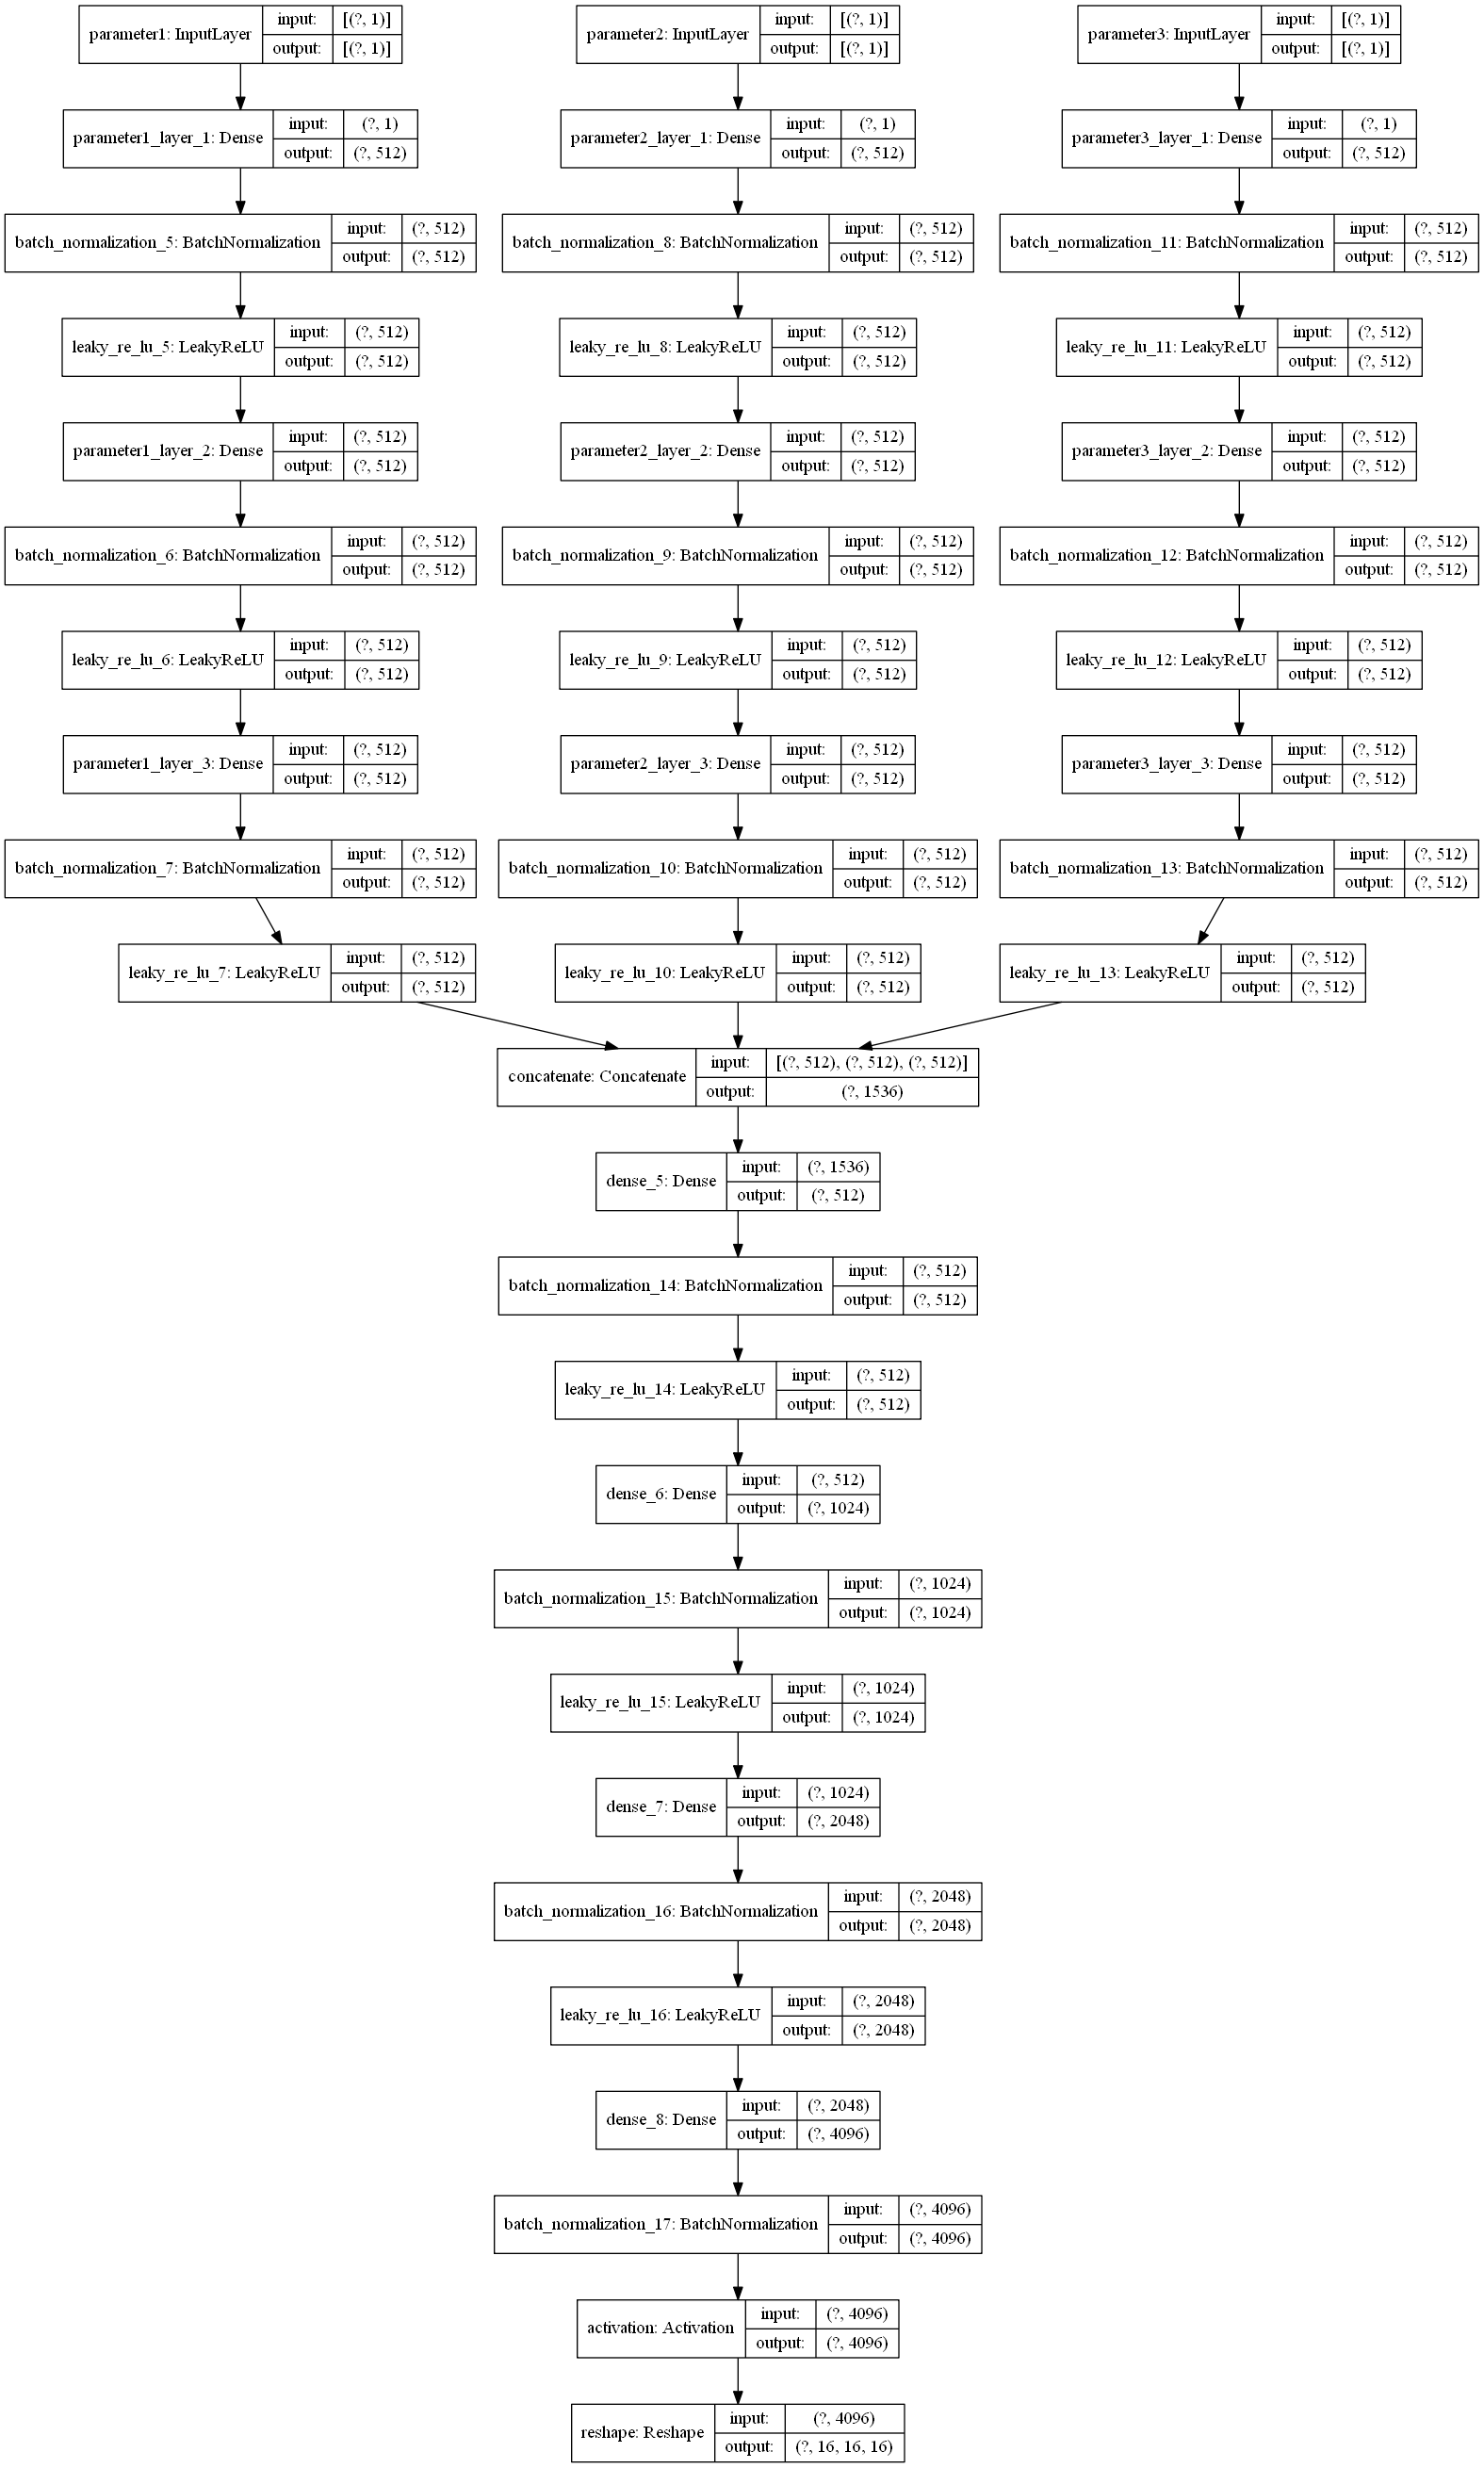 parameter1: InputLayer input: [(?, 1)] output: [(?, 1)]
parameter2: InputLayer input: [(?, 1)] output: [(?, 1)]
parameter3: InputLayer input: [(?, 1)] output: [(?, 1)]
parameter1_layer_1: Dense input: (?, 1) output: (?, 512)
parameter2_layer_1: Dense input: (?, 1) output: (?, 512)
parameter3_layer_1: Dense input: (?, 1) output: (?, 512)
batch_normalization_5: BatchNormalization input: (?, 512) output: (?, 512)
batch_normalization_8: BatchNormalization input: (?, 512) output: (?, 512)
batch_normalization_11: BatchNormalization input: (?, 512) output: (?, 512)
leaky_re_lu_5: LeakyReLU input: (?, 512) output: (?, 512)
leaky_re_lu_8: LeakyReLU input: (?, 512) output: (?, 512)
leaky_re_lu_11: LeakyReLU input: (?, 512) output: (?, 512)
parameter1_layer_2: Dense input: (?, 512) output: (?, 512)
parameter2_layer_2: Dense input: (?, 512) output: (?, 512)
parameter3_layer_2: Dense input: (?, 512) output: (?, 512)
batch_normalization_6: BatchNormalization input: (?, 512) output: (?, 512)
batch_normalization_9: BatchNormalization input: (?, 512) output: (?, 512)
batch_normalization_12: BatchNormalization input: (?, 512) output: (?, 512)
leaky_re_lu_6: LeakyReLU input: (?, 512) output: (?, 512)
leaky_re_lu_9: LeakyReLU input: (?, 512) output: (?, 512)
leaky_re_lu_12: LeakyReLU input: (?, 512) output: (?, 512)
parameter1_layer_3: Dense input: (?, 512) output: (?, 512)
parameter2_layer_3: Dense input: (?, 512) output: (?, 512)
parameter3_layer_3: Dense input: (?, 512) output: (?, 512)
batch_normalization_7: BatchNormalization input: (?, 512) output: (?, 512)
batch_normalization_10: BatchNormalization input: (?, 512) output: (?, 512)
batch_normalization_13: BatchNormalization input: (?, 512) output: (?, 512)
leaky_re_lu_7: LeakyReLU input: (?, 512) output: (?, 512)
leaky_re_lu_10: LeakyReLU input: (?, 512) output: (?, 512)
leaky_re_lu_13: LeakyReLU input: (?, 512) output: (?, 512)
concatenate: Concatenate input: [(?, 512), (?, 512), (?, 512)] output: (?, 1536)
dense_5: Dense input: (?, 1536) output: (?, 512)
batch_normalization_14: BatchNormalization input: (?, 512) output: (?, 512)
leaky_re_lu_14: LeakyReLU input: (?, 512) output: (?, 512)
dense_6: Dense input: (?, 512) output: (?, 1024)
batch_normalization_15: BatchNormalization input: (?, 1024) output: (?, 1024)
leaky_re_lu_15: LeakyReLU input: (?, 1024) output: (?, 1024)
dense_7: Dense input: (?, 1024) output: (?, 2048)
batch_normalization_16: BatchNormalization input: (?, 2048) output: (?, 2048)
leaky_re_lu_16: LeakyReLU input: (?, 2048) output: (?, 2048)
dense_8: Dense input: (?, 2048) output: (?, 4096)
batch_normalization_17: BatchNormalization input: (?, 4096) output: (?, 4096)
activation: Activation input: (?, 4096) output: (?, 4096)
reshape: Reshape input: (?, 4096) output: (?, 16, 16, 16)